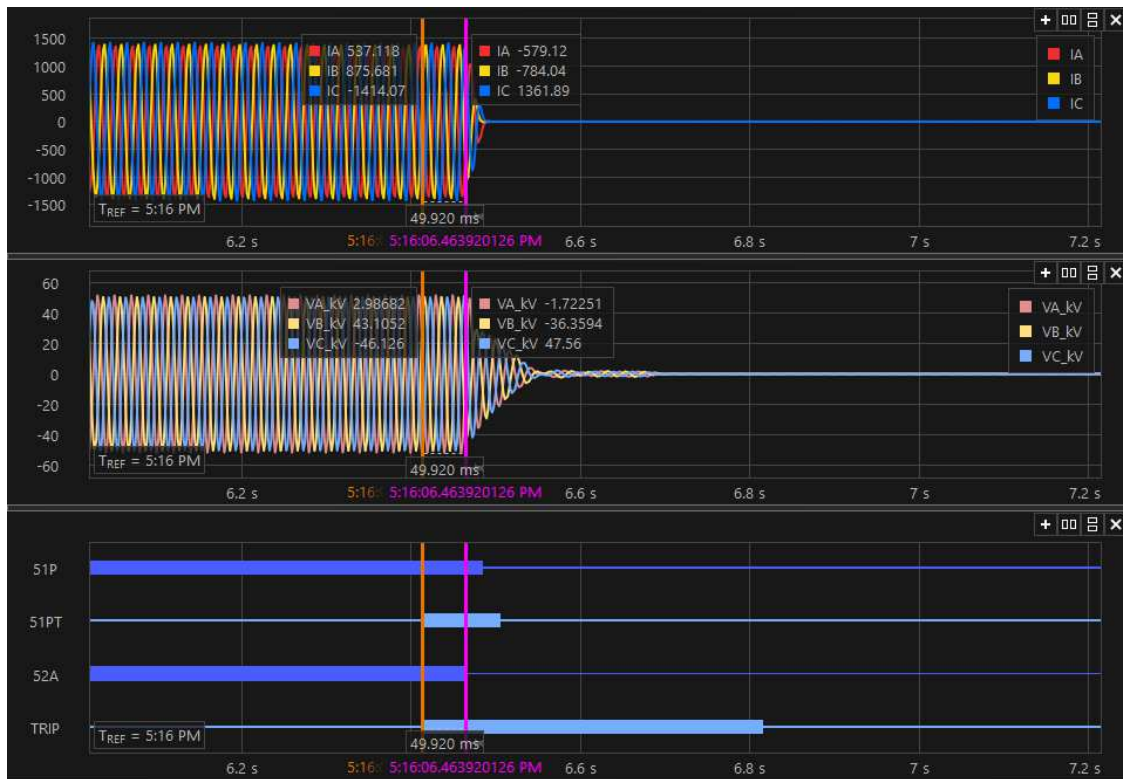 1500
1000
500
0
-500
-1000
-1500
IA 537.118
IB 875.681
IC -1414.07
IA -579.12
IB -784.04
IC 1361.89
IA
IB
IC
TREF = 5:16 PM
49.920 ms
6.2 s 5:16: 5:16:06.463920126 PM 6.6 s 6.8 s 7 s 7.2 s
60
40
20
0
-20
-40
-60
VA_kV 2.98682
VB_kV 43.1052
VC_kV -46.126
VA_kV -1.72251
VB_kV -36.3594
VC_kV 47.56
VA_kV
VB_kV
VC_kV
TREF = 5:16 PM
49.920 ms
6.2 s 5:16: 5:16:06.463920126 PM 6.6 s 6.8 s 7 s 7.2 s
51P
51PT
52A
TRIP
TREF = 5:16 PM
49.920 ms
6.2 s 5:16: 5:16:06.463920126 PM 6.6 s 6.8 s 7 s 7.2 s